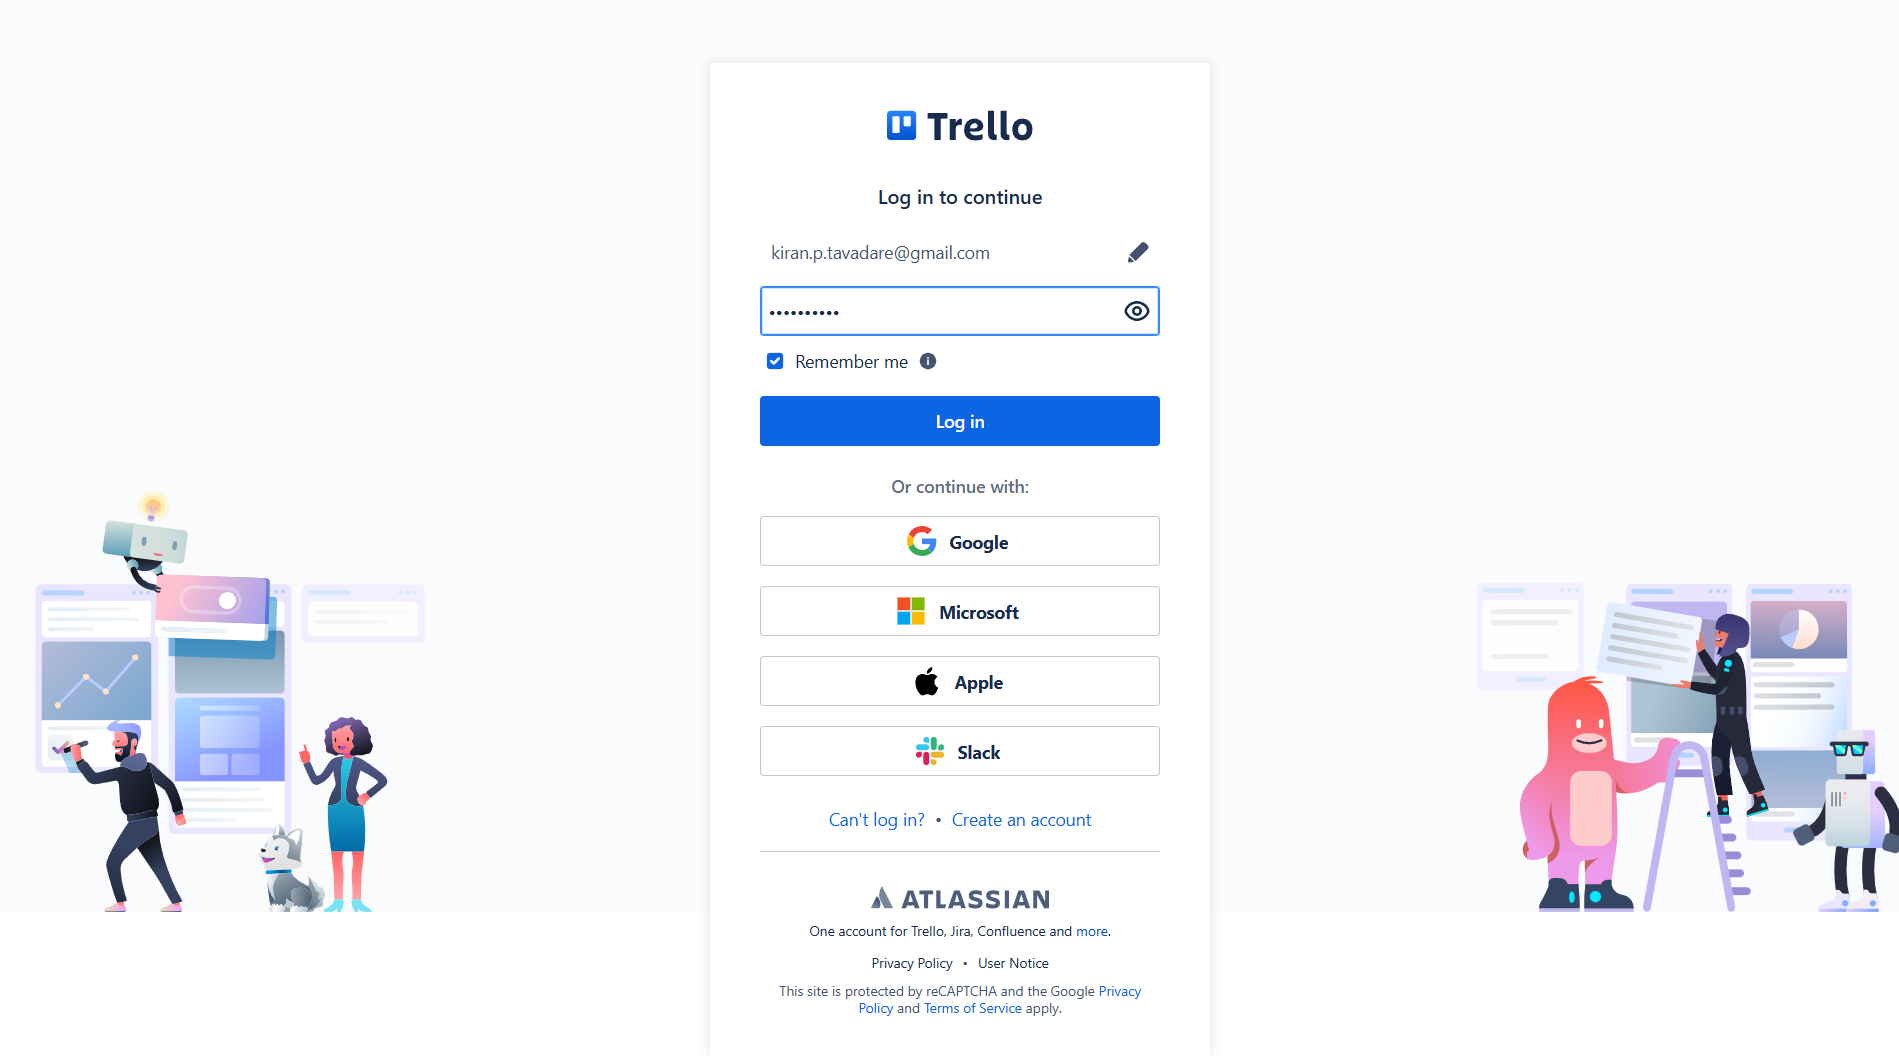 Trello
Log in to continue
kiran.p.tavadare@gmail.com
••••••••••
Remember me
Log in
Or continue with:
Google
Microsoft
Apple
Slack
Can't log in? • Create an account
ATLASSIAN
One account for Trello, Jira, Confluence and more.
Privacy Policy • User Notice
This site is protected by reCAPTCHA and the Google Privacy
Policy and Terms of Service apply.